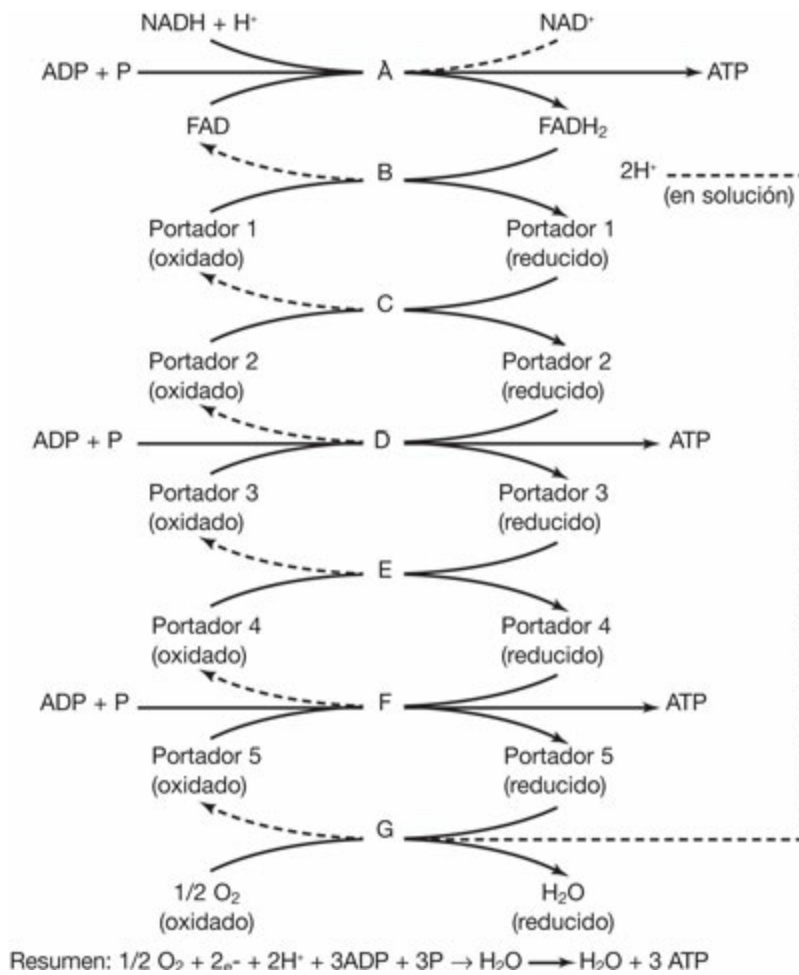 NADH + H⁺ NAD⁺
ADP + P A ATP
FAD FADH₂
B 2H⁺
(en solución)
Portador 1 Portador 1
(oxidado) (reducido)
C
Portador 2 Portador 2
(oxidado) (reducido)
ADP + P D ATP
Portador 3 Portador 3
(oxidado) (reducido)
E
Portador 4 Portador 4
(oxidado) (reducido)
ADP + P F ATP
Portador 5 Portador 5
(oxidado) (reducido)
G
1/2 O₂ H₂O
(oxidado) (reducido)
Resumen: 1/2 O₂ + 2ₑ- + 2H⁺ + 3ADP + 3P → H₂O ⟶ H₂O + 3 ATP